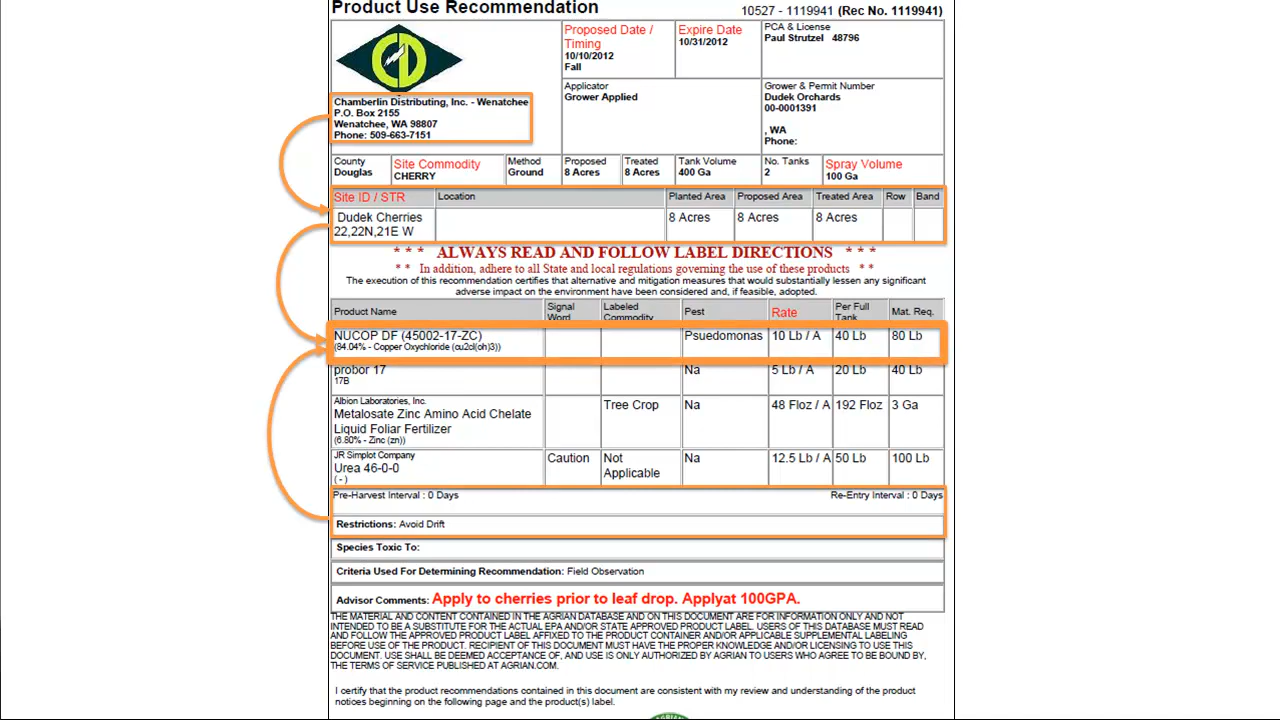 Product Use Recommendation
10527 - 1119941 (Rec No. 1119941)
CD
Chamberlin Distributing, Inc. - Wenatchee
P.O. Box 2155
Wenatchee, WA 98807
Phone: 509-663-7151
Proposed Date /
Timing
10/10/2012
Fall
Expire Date
10/31/2012
PCA & License
Paul Strutzel 48796
Applicator
Grower Applied
Grower & Permit Number
Dudek Orchards
00-0001391
, WA
Phone:
County
Douglas
Site Commodity
CHERRY
Method
Ground
Proposed
8 Acres
Treated
8 Acres
Tank Volume
400 Ga
No. Tanks
2
Spray Volume
100 Ga
Site ID / STR Location Planted Area Proposed Area Treated Area Row Band
Dudek Cherries 8 Acres 8 Acres 8 Acres
22,22N,21E W
* * * ALWAYS READ AND FOLLOW LABEL DIRECTIONS * * *
* * In addition, adhere to all State and local regulations governing the use of these products * *
The execution of this recommendation certifies that alternative and mitigation measures that would substantially lessen any significant
adverse impact on the environment have been considered and, if feasible, adopted.
Product Name Signal Word Labeled Commodity Pest Rate Per Full Tank Mat. Req.
NUCOP DF (45002-17-ZC) Psuedomonas 10 Lb / A 40 Lb 80 Lb
(84.04% - Copper Oxychloride (cu2cl(oh)3))
probor 17 Na 5 Lb / A 20 Lb 40 Lb
17B
Albion Laboratories, Inc.
Metalosate Zinc Amino Acid Chelate Tree Crop Na 48 Floz / A 192 Floz 3 Ga
Liquid Foliar Fertilizer
(6.80% - Zinc (zn))
JR Simplot Company
Urea 46-0-0 Caution Not Applicable Na 12.5 Lb / A 50 Lb 100 Lb
( - )
Pre-Harvest Interval : 0 Days Re-Entry Interval : 0 Days
Restrictions: Avoid Drift
Species Toxic To:
Criteria Used For Determining Recommendation: Field Observation
Advisor Comments: Apply to cherries prior to leaf drop. Applyat 100GPA.
THE MATERIAL AND CONTENT CONTAINED IN THE AGRIAN DATABASE AND ON THIS DOCUMENT ARE FOR INFORMATION ONLY AND NOT
INTENDED TO BE A SUBSTITUTE FOR THE ACTUAL EPA AND/OR STATE APPROVED PRODUCT LABEL. USERS OF THIS DATABASE MUST READ
AND FOLLOW THE APPROVED PRODUCT LABEL AFFIXED TO THE PRODUCT CONTAINER AND/OR APPLICABLE SUPPLEMENTAL LABELING
BEFORE USE OF THE PRODUCT. RECIPIENT OF THIS DOCUMENT MUST HAVE THE PROPER KNOWLEDGE AND/OR LICENSING TO USE THIS
DOCUMENT. USE SHALL BE DEEMED ACCEPTANCE OF, AND USE IS ONLY AUTHORIZED BY AGRIAN TO USERS WHO AGREE TO BE BOUND BY,
THE TERMS OF SERVICE PUBLISHED AT AGRIAN.COM.
I certify that the product recommendations contained in this document are consistent with my review and understanding of the product
notices beginning on the following page and the product(s) label.